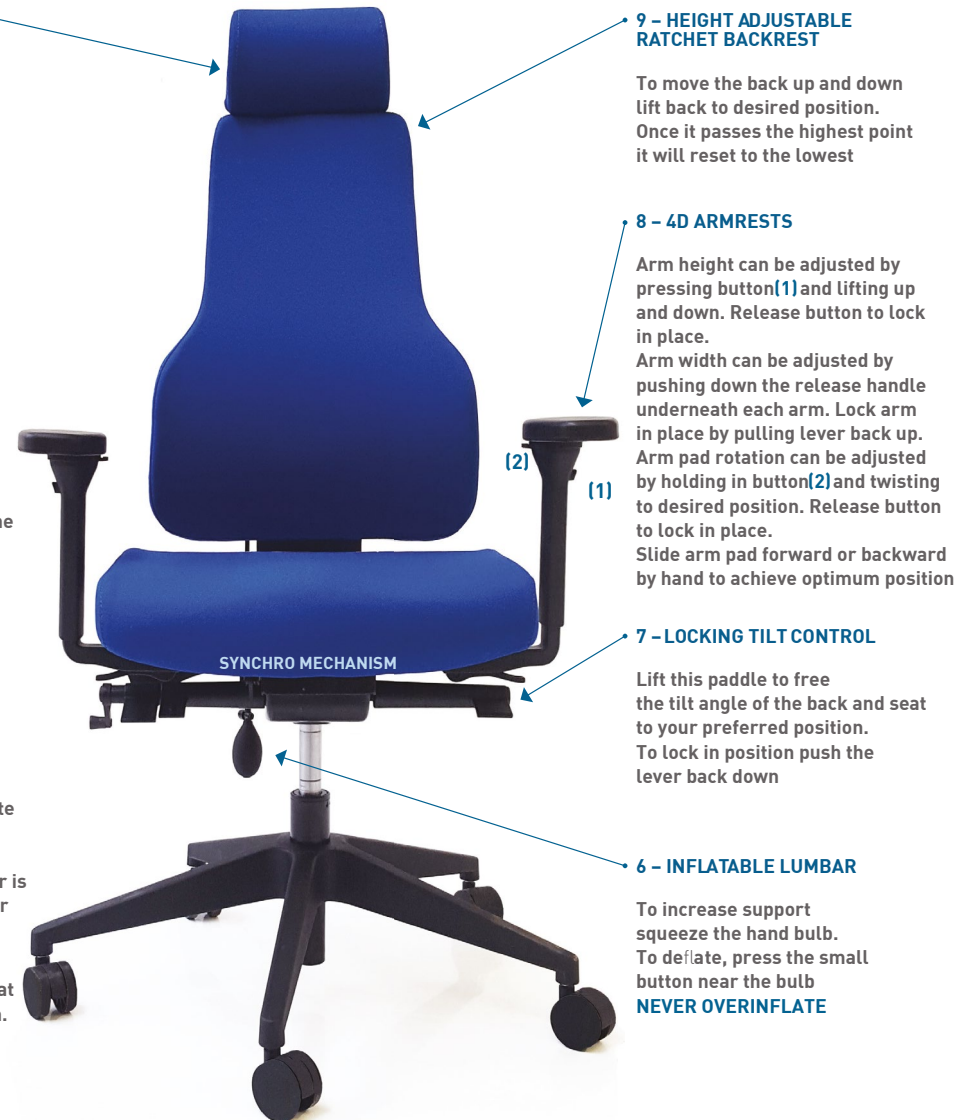 9 – HEIGHT ADJUSTABLE
RATCHET BACKREST
To move the back up and down
lift back to desired position.
Once it passes the highest point
it will reset to the lowest
8 – 4D ARMRESTS
Arm height can be adjusted by
pressing button(1) and lifting up
and down. Release button to lock
in place.
Arm width can be adjusted by
pushing down the release handle
underneath each arm. Lock arm
in place by pulling lever back up.
Arm pad rotation can be adjusted
by holding in button(2) and twisting
to desired position. Release button
to lock in place.
Slide arm pad forward or backward
by hand to achieve optimum position
(2)
(1)
7 – LOCKING TILT CONTROL
Lift this paddle to free
the tilt angle of the back and seat
to your preferred position.
To lock in position push the
lever back down
SYNCHRO MECHANISM
6 – INFLATABLE LUMBAR
To increase support
squeeze the hand bulb.
To deflate, press the small
button near the bulb
NEVER OVERINFLATE
is